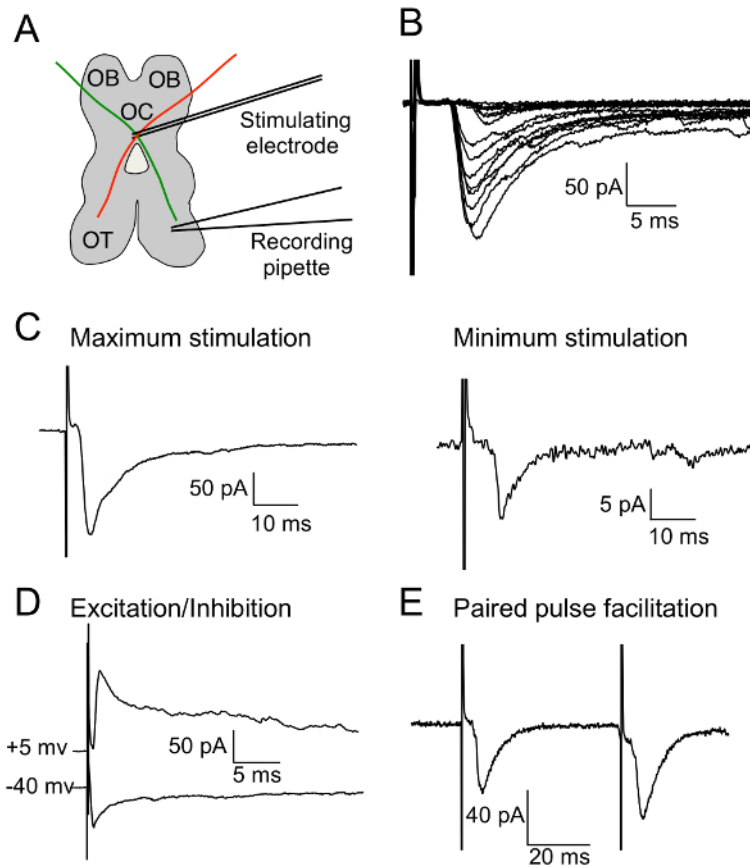 A
OB
OB
OC
Stimulating
electrode
OT
Recording
pipette
B
50 pA
5 ms
C
Maximum stimulation
50 pA
10 ms
Minimum stimulation
5 pA
10 ms
D
Excitation/Inhibition
+5 mv
-40 mv
50 pA
5 ms
E
Paired pulse facilitation
40 pA
20 ms